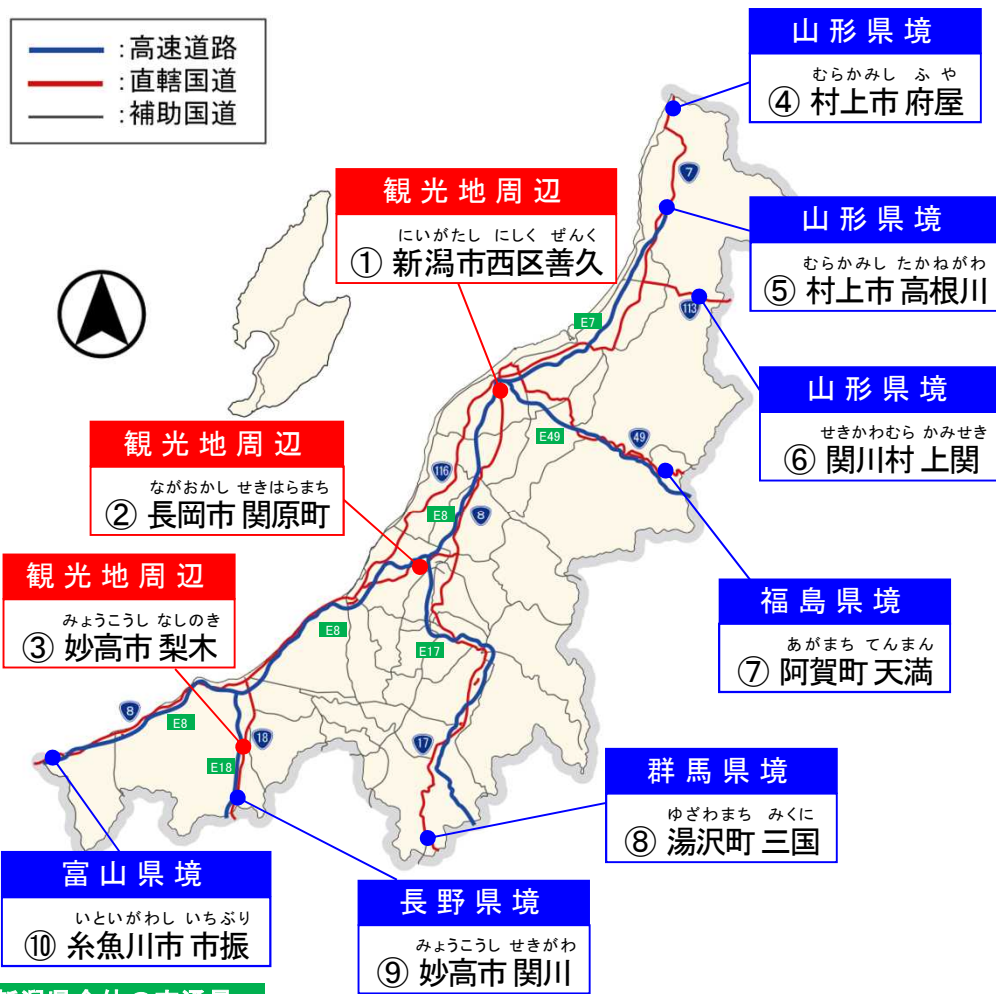 :高速道路
:直轄国道
:補助国道
山形県境
むらかみし ふや
④ 村上市 府屋
観光地周辺
にいがたし にしく ぜんく
① 新潟市西区善久
山形県境
むらかみし たかねがわ
⑤ 村上市 高根川
山形県境
せきかわむら かみせき
⑥ 関川村 上関
観光地周辺
ながおかし せきはらまち
② 長岡市 関原町
観光地周辺
みょうこうし なしのき
③ 妙高市 梨木
福島県境
あがまち てんまん
⑦ 阿賀町 天満
群馬県境
ゆざわまち みくに
⑧ 湯沢町 三国
富山県境
いといがわし いちぶり
⑩ 糸魚川市 市振
長野県境
みょうこうし せきがわ
⑨ 妙高市 関川
7
113
E7
E49
49
116
E8
8
E8
E17
8
E8
18
E18
17